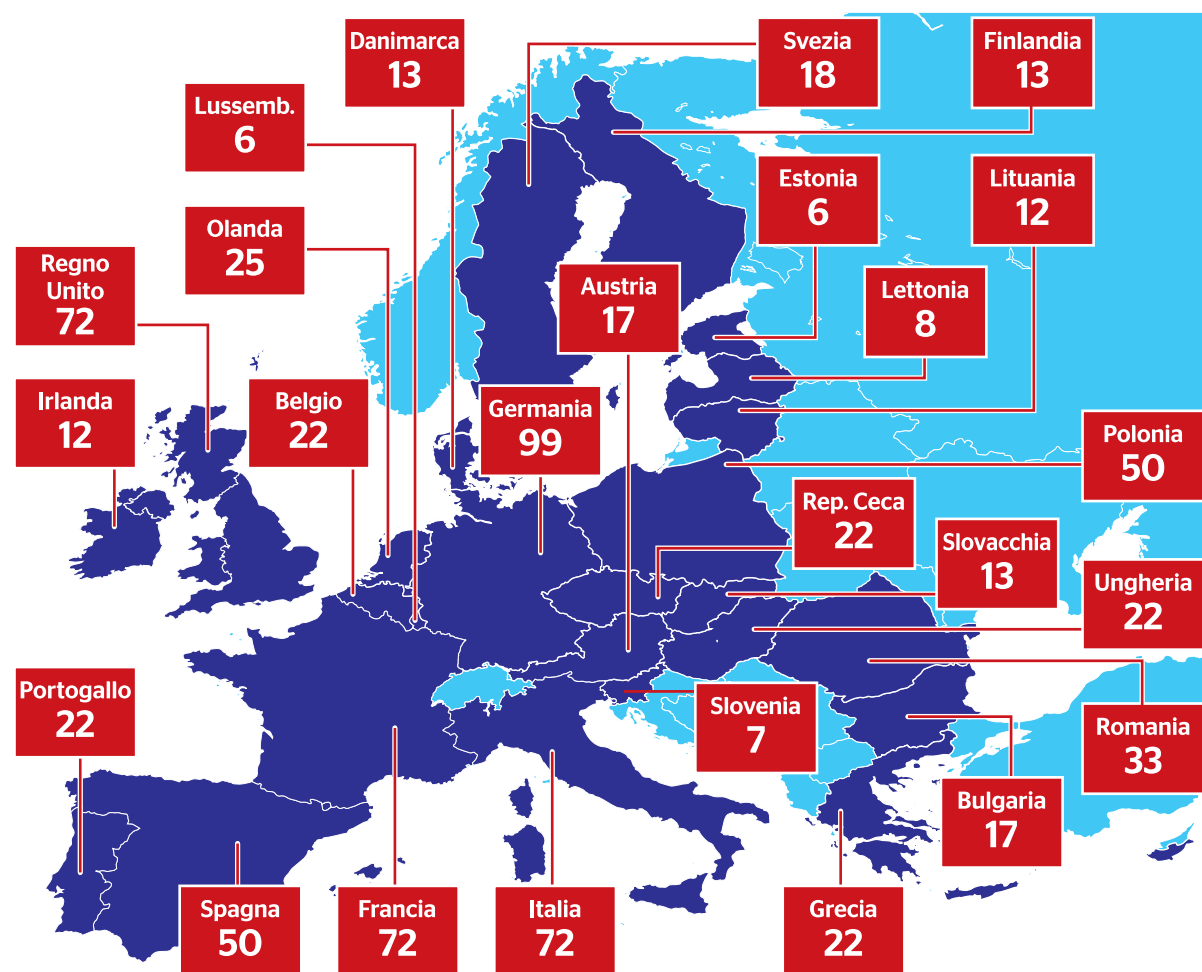 Danimarca
13
Svezia
18
Finlandia
13
Lussemb.
6
Estonia
6
Lituania
12
Olanda
25
Regno
Unito
72
Austria
17
Lettonia
8
Irlanda
12
Belgio
22
Germania
99
Polonia
50
Rep. Ceca
22
Slovacchia
13
Ungheria
22
Portogallo
22
Slovenia
7
Romania
33
Bulgaria
17
Spagna
50
Francia
72
Italia
72
Grecia
22